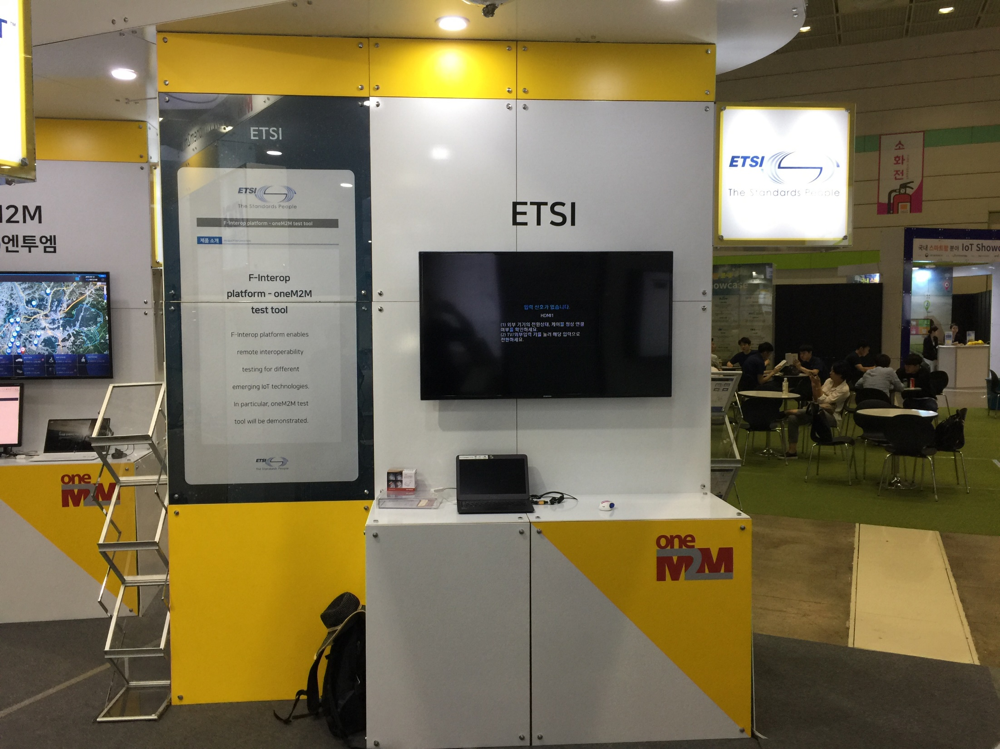 T™
M2M
엔투엠
one
M2M
ETSI
ETSI
The Standards People
F-Interop platform - oneM2M test tool
제품 소개
F-Interop
platform - oneM2M
test tool
F-Interop platform enables
remote interoperability
testing for different
emerging IoT technologies.
In particular, oneM2M test
tool will be demonstrated.
ETSI
The Standards People
ETSI
입력 신호가 없습니다.
HDMI1
(1) 외부 기기의 전원상태, 케이블 정상 연결
여부를 확인하세요.
(2) TV/외부입력 키를 눌러 해당 입력으로
전환하세요.
one
M2M
ETSI
The Standards People
소화전
국내 스마트팜 분야 IoT Showc
owcase